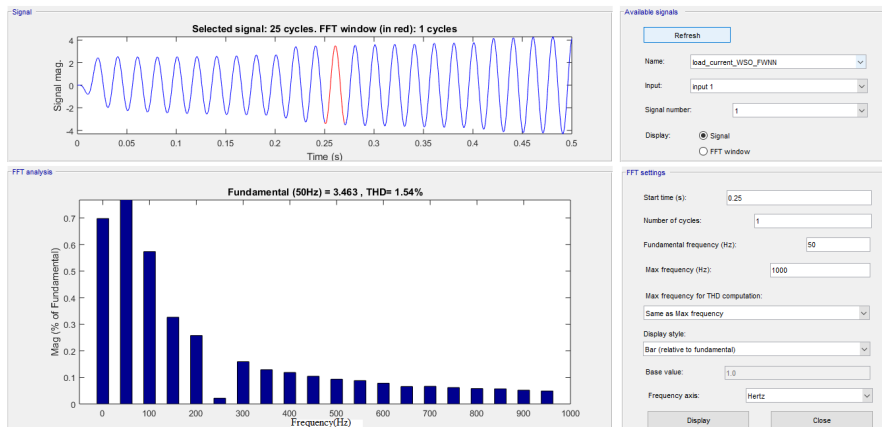 Signal
Selected signal: 25 cycles. FFT window (in red): 1 cycles
Signal mag.
4
2
0
-2
-4
0 0.05 0.1 0.15 0.2 0.25 0.3 0.35 0.4 0.45 0.5
Time (s)
FFT analysis
Fundamental (50Hz) = 3.463 , THD= 1.54%
Mag (% of Fundamental)
0.7
0.6
0.5
0.4
0.3
0.2
0.1
0
0 100 200 300 400 500 600 700 800 900 1000
Frequency(Hz)
Available signals
Refresh
Name: load_current_WSO_FWNN
Input: input 1
Signal number: 1
Display: Signal
FFT window
FFT settings
Start time (s): 0.25
Number of cycles: 1
Fundamental frequency (Hz): 50
Max frequency (Hz): 1000
Max frequency for THD computation:
Same as Max frequency
Display style:
Bar (relative to fundamental)
Base value: 1.0
Frequency axis: Hertz
Display Close